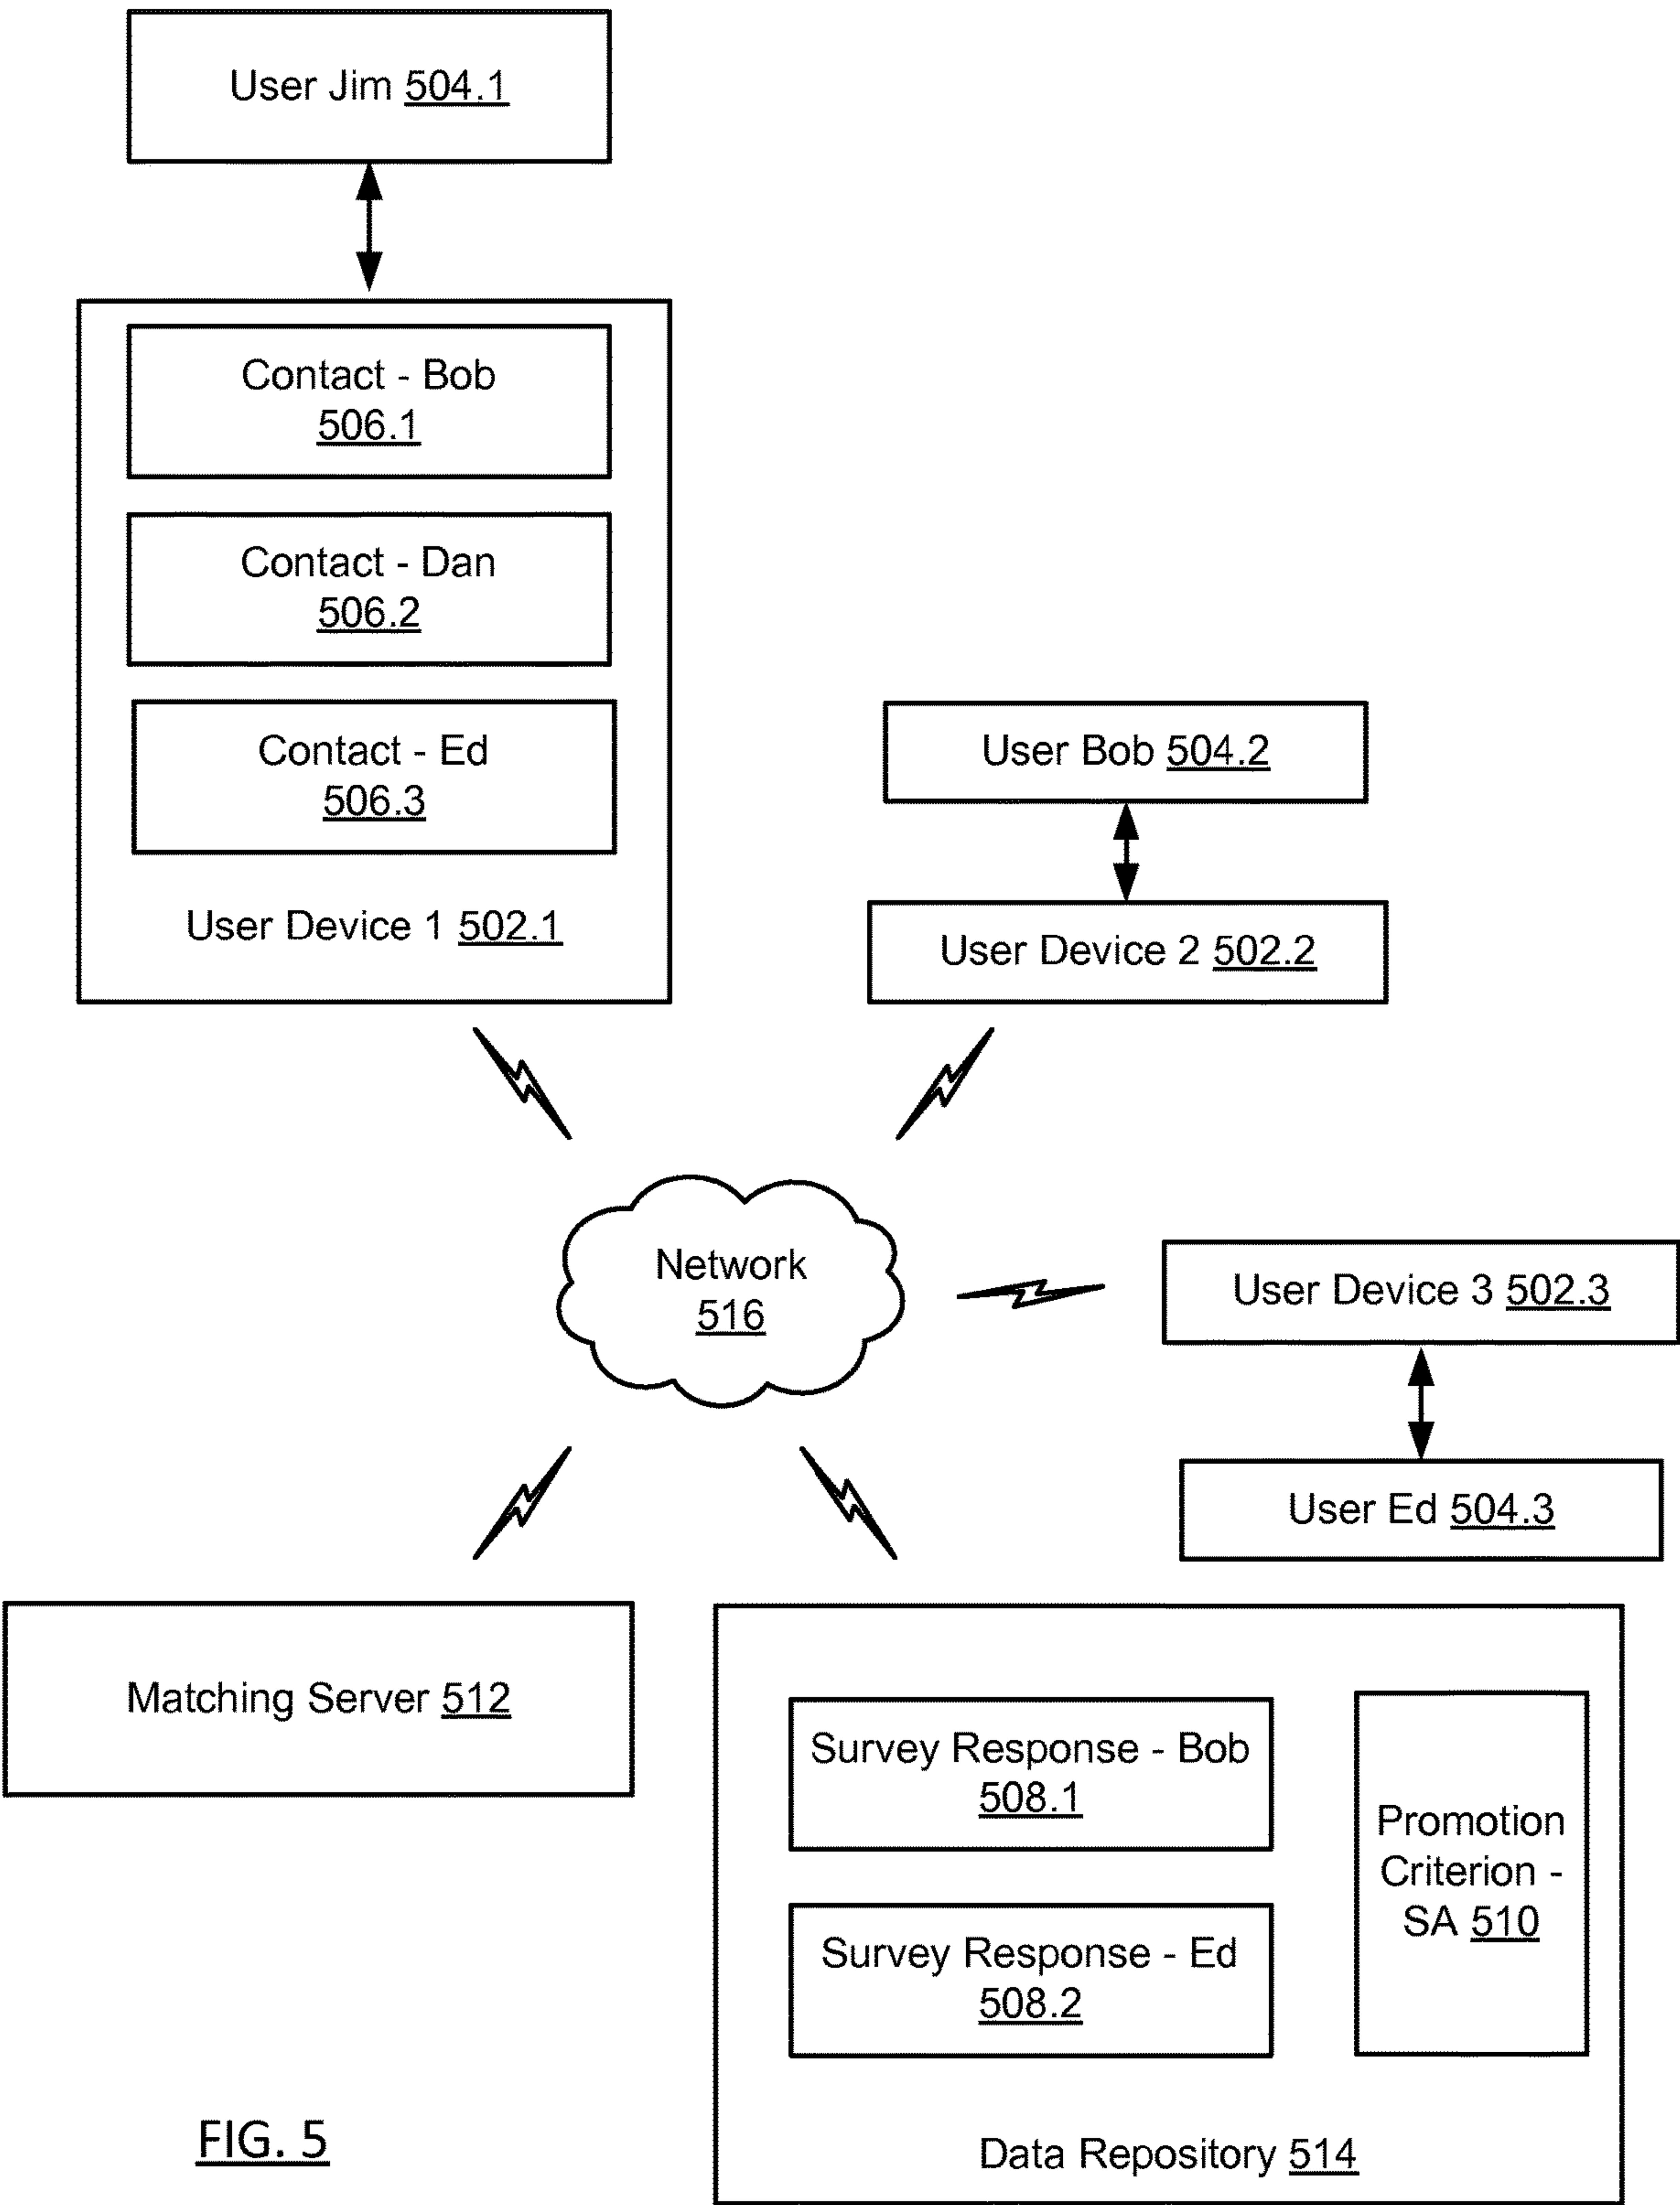 User Jim 504.1
Contact - Bob
506.1
Contact - Dan
506.2
Contact - Ed
506.3
User Device 1 502.1
User Bob 504.2
User Device 2 502.2
Network
516
User Device 3 502.3
User Ed 504.3
Matching Server 512
Survey Response - Bob
508.1
Survey Response - Ed
508.2
Promotion
Criterion -
SA 510
Data Repository 514
FIG. 5